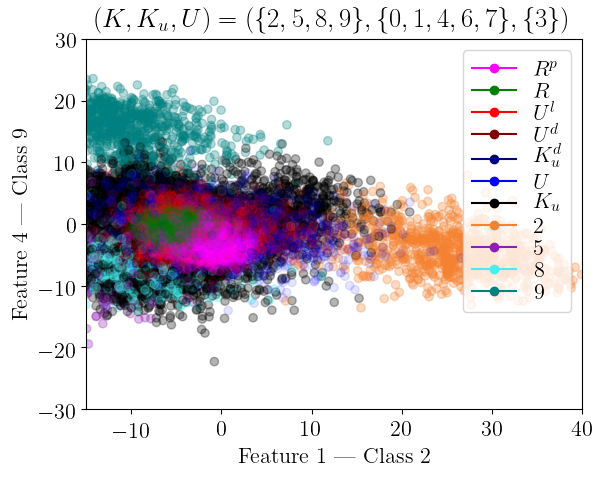 (K, K_u, U) = ({2, 5, 8, 9}, {0, 1, 4, 6, 7}, {3})
30
20
10
0
−10
−20
−30
Feature 4 — Class 9
R^p
R
U^l
U^d
K_u^d
U
K_u
2
5
8
9
−10
0
10
20
30
40
Feature 1 — Class 2